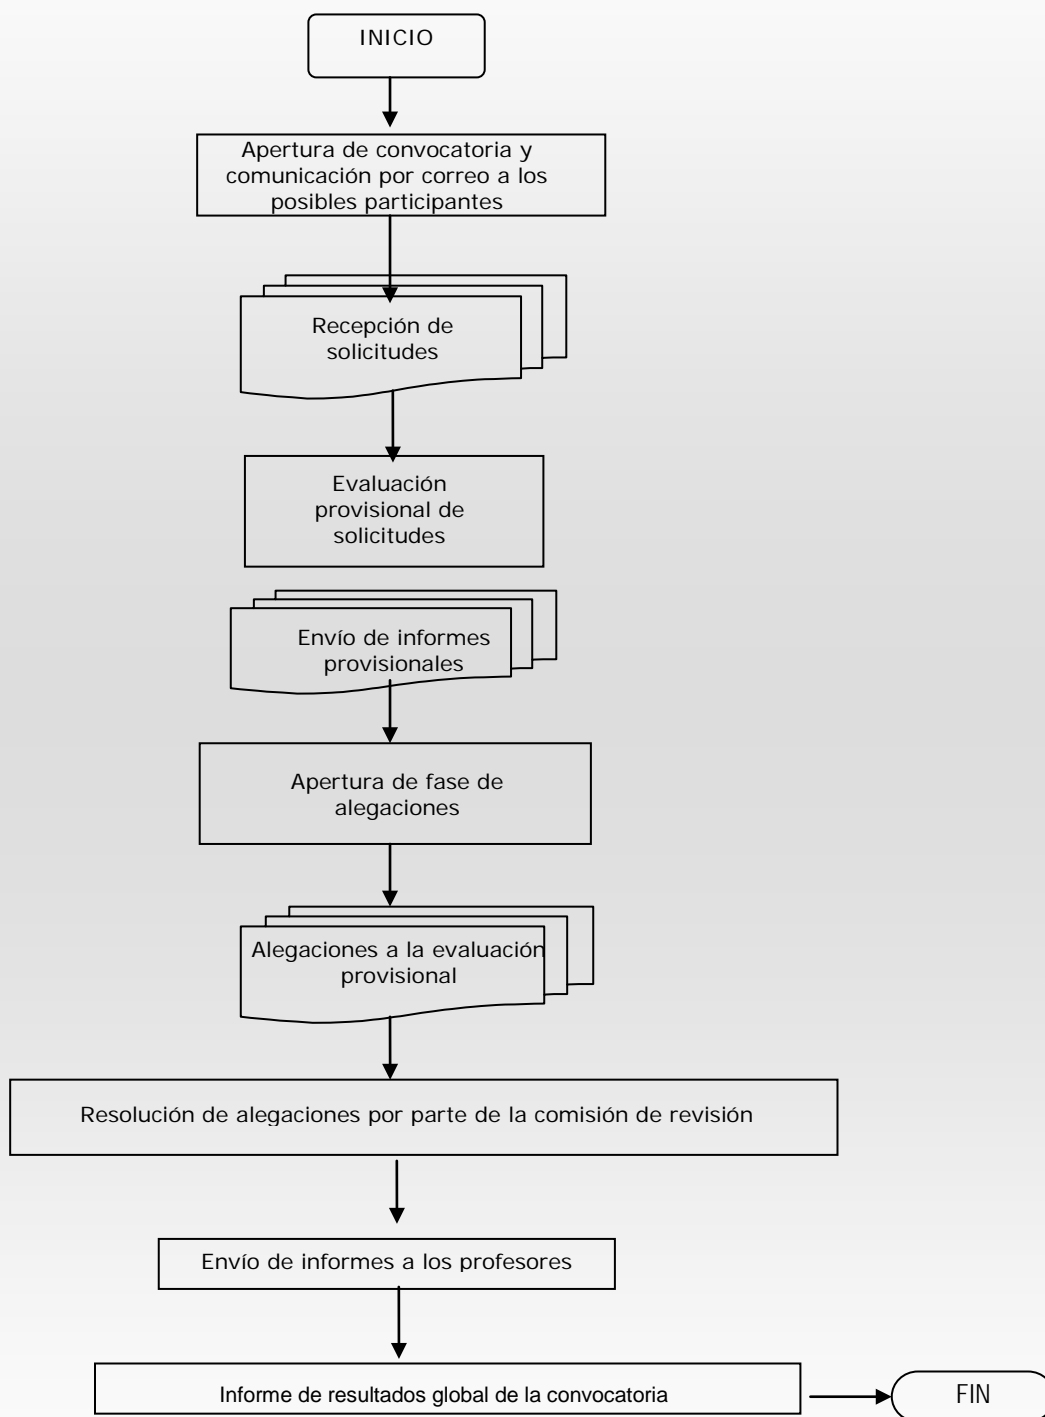 INICIO
Apertura de convocatoria y
comunicación por correo a los
posibles participantes
Recepción de
solicitudes
Evaluación
provisional de
solicitudes
Envío de informes
provisionales
Apertura de fase de
alegaciones
Alegaciones a la evaluación
provisional
Resolución de alegaciones por parte de la comisión de revisión
Envío de informes a los profesores
Informe de resultados global de la convocatoria
FIN